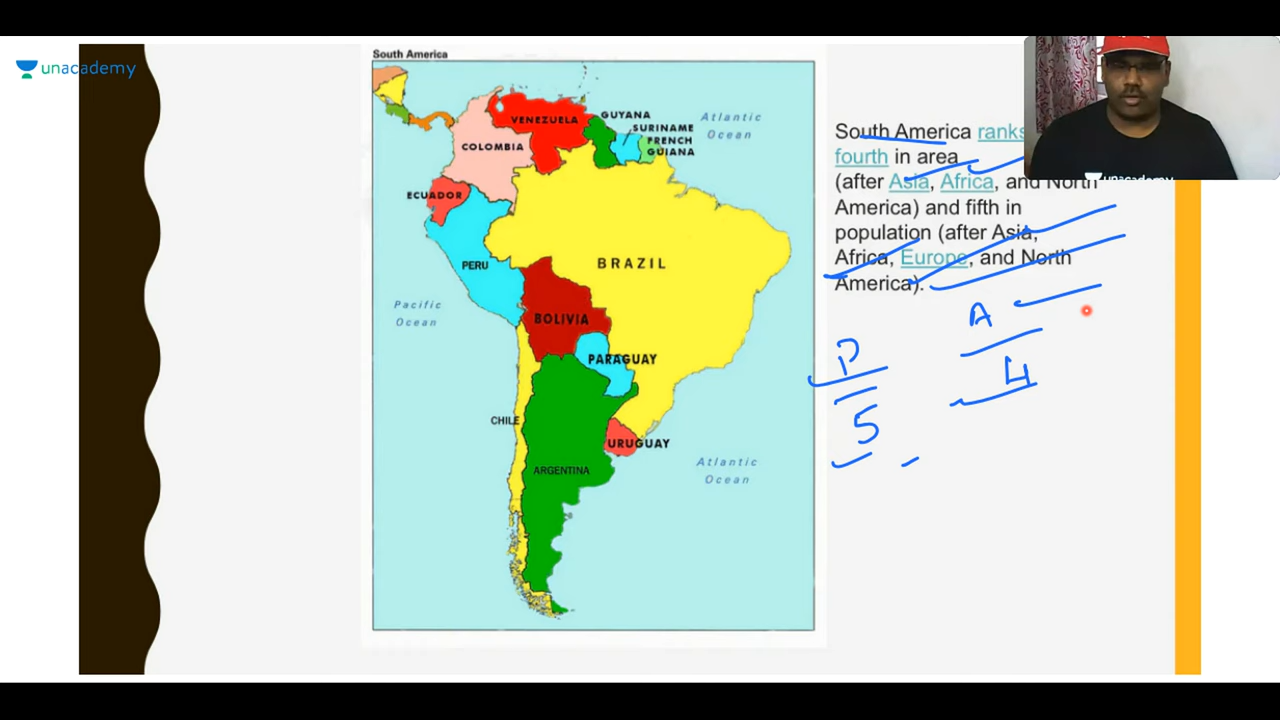 unacademy
South America
VENEZUELA
GUYANA
SURINAME
FRENCH
GUIANA
Atlantic
Ocean
COLOMBIA
ECUADOR
PERU
BRAZIL
Pacific
Ocean
BOLIVIA
PARAGUAY
CHILE
URUGUAY
ARGENTINA
Atlantic
Ocean
South America ranks
fourth in area
(after Asia, Africa, and North
America) and fifth in
population (after Asia,
Africa, Europe, and North
America).
A
4
P
5
unacademy